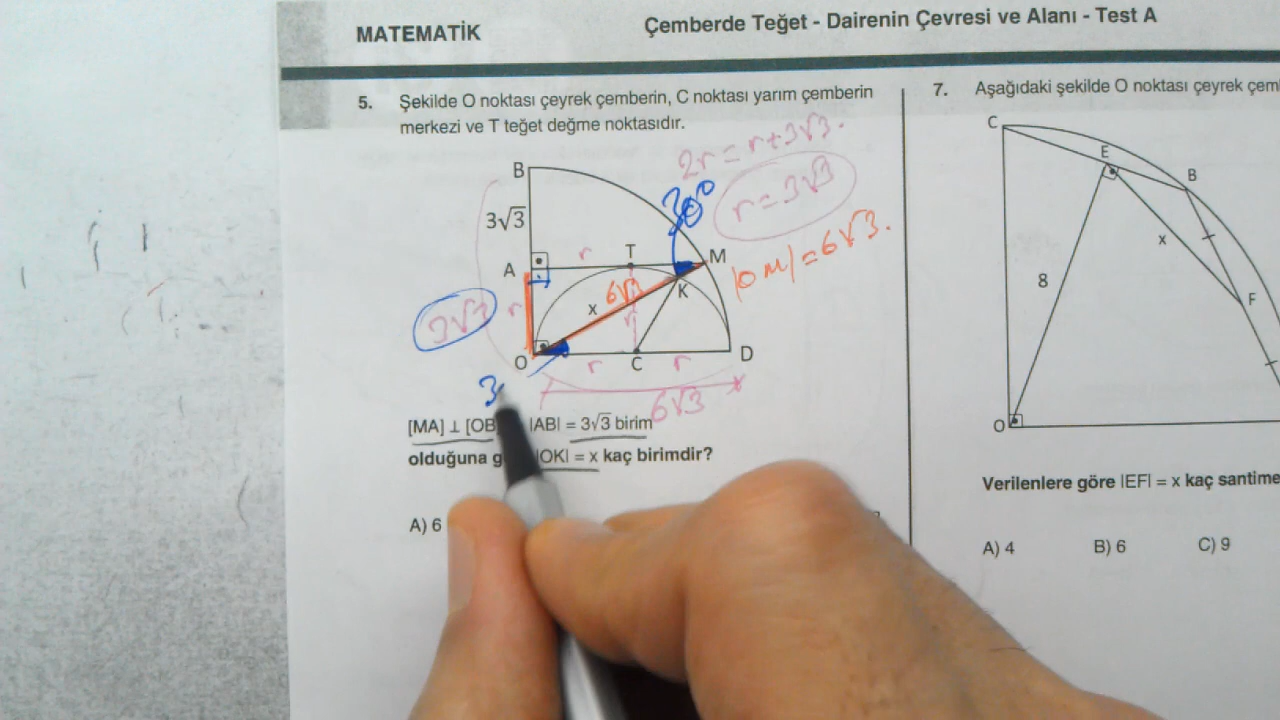 MATEMATİK
Çemberde Teğet - Dairenin Çevresi ve Alanı - Test A
5. Şekilde O noktası çeyrek çemberin, C noktası yarım çemberin
merkezi ve T teğet değme noktasıdır.
2r = r+3√3.
r = 3√3
30°
|OM| = 6√3.
B
3√3
A
r
T
M
K
6√3
x
r
r
3√3
O
r
C
r
D
3
6√3
[MA] ⊥ [OB |AB| = 3√3 birim
olduğuna g |OK| = x kaç birimdir?
A) 6
7. Aşağıdaki şekilde O noktası çeyrek çem
C
E
B
x
8
F
O
Verilenlere göre |EF| = x kaç santime
A) 4 B) 6 C) 9